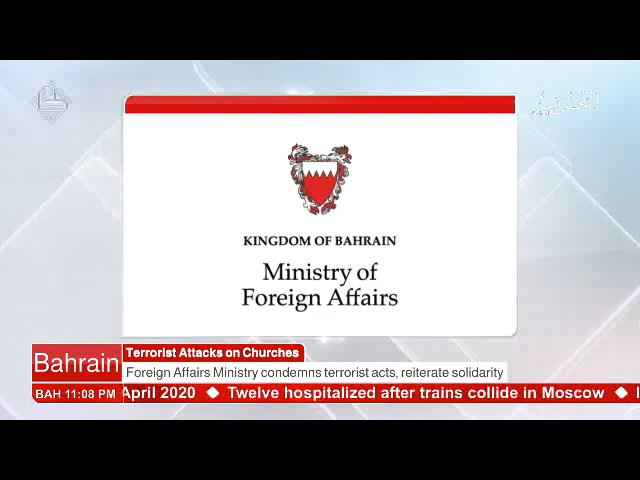 KINGDOM OF BAHRAIN
Ministry of
Foreign Affairs
Bahrain
Terrorist Attacks on Churches
Foreign Affairs Ministry condemns terrorist acts, reiterate solidarity
BAH 11:08 PM
April 2020 ◆ Twelve hospitalized after trains collide in Moscow ◆